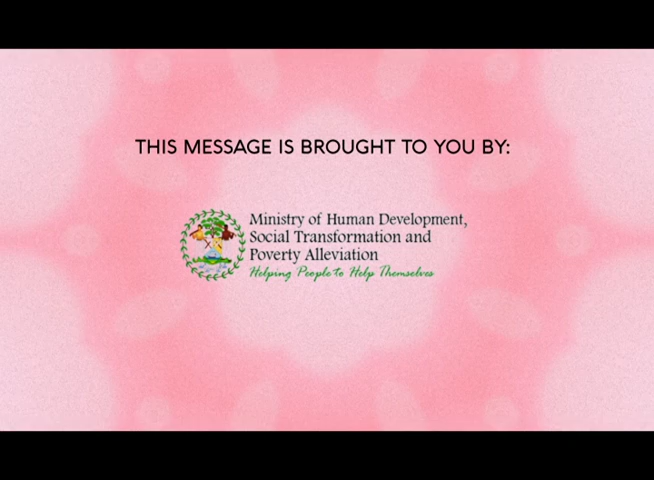 THIS MESSAGE IS BROUGHT TO YOU BY:
Ministry of Human Development,
Social Transformation and
Poverty Alleviation
Helping People to Help Themselves